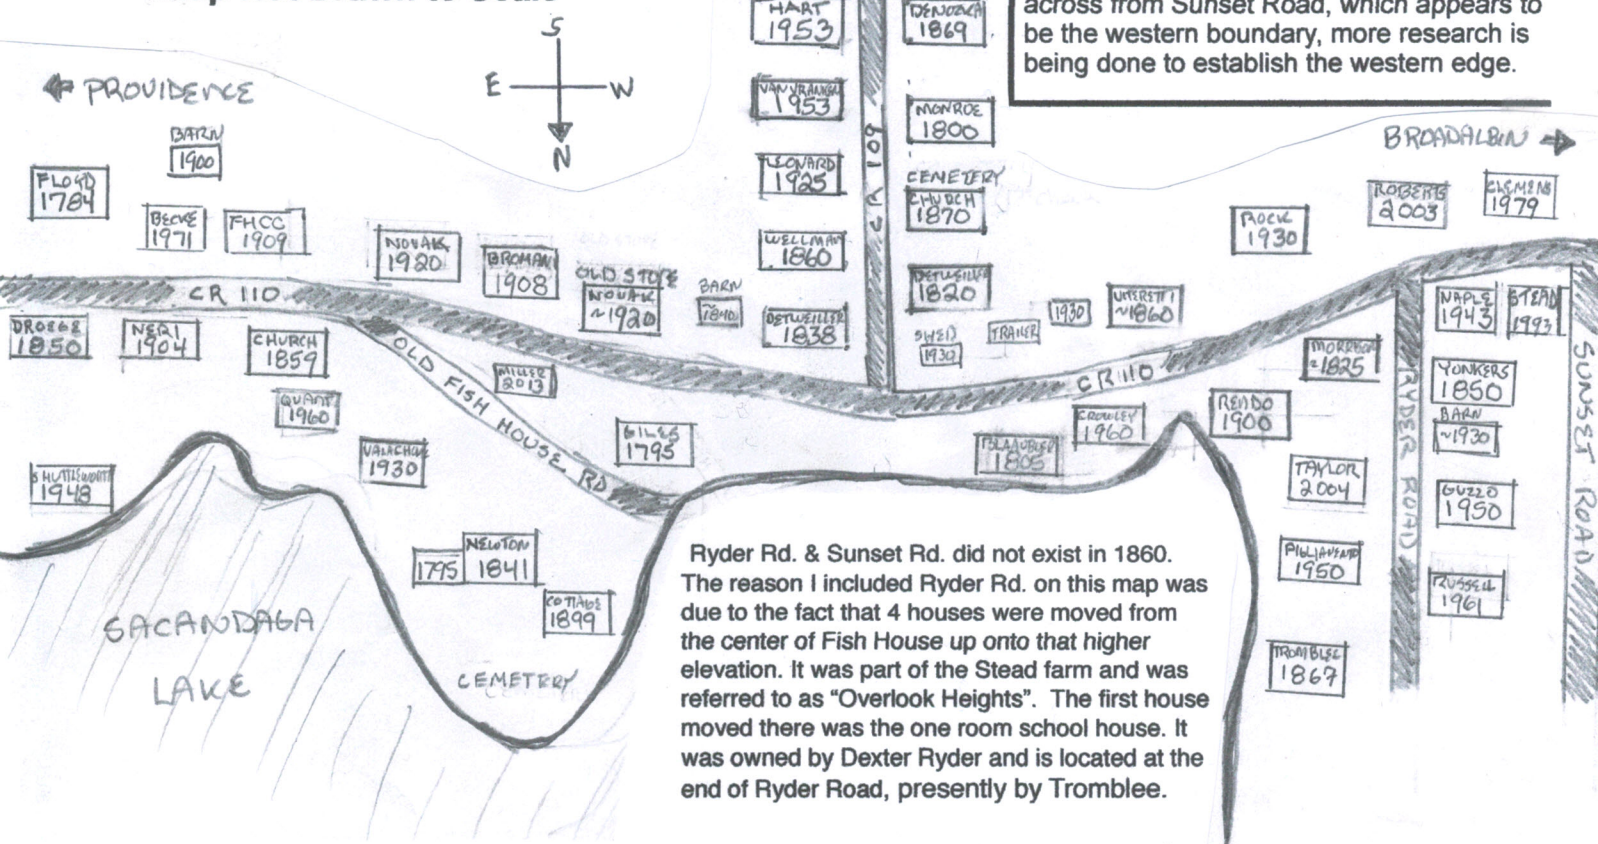 HART
1953
DENOZKA
1869
across from Sunset Road, which appears to
be the western boundary, more research is
being done to establish the western edge.
S
E W
N
← PROVIDENCE
BROADALBIN →
BARN
1900
FLOYD
1784
BECKE
1971
FHCC
1909
NOVAK
1920
BROMAN
1908
OLD STORE
NOVAK
~1920
BARN
~1840
VAN VRANKEN
1953
LEONARD
1925
WELLMAN
1860
DETWEILLER
1838
CR 109
MONROE
1800
CEMETERY
CHURCH
1870
DETWEILLER
1820
SHED
1930
TRAILER
1930
~1860
ROCK
1930
ROBERTS
2003
CLEMENS
1979
CR 110
CR 110
DROEGE
1850
NERI
1904
CHURCH
1859
QUANT
1960
1930
SHUTTLEWORTH
1948
OLD FISH HOUSE RD
MILLER
2013
GILES
1795
1805
CROWLEY
1960
RENDO
1900
MORRISON
~1825
NAPLE
1943
STEAD
1993
YONKERS
1850
BARN
~1930
TAYLOR
2004
GUZZO
1950
1950
RUSSELL
1961
TROMBLEE
1867
RYDER ROAD
SUNSET ROAD
1795
NEWTON
1841
COTTAGE
1899
CEMETERY
SACANDAGA
LAKE
Ryder Rd. & Sunset Rd. did not exist in 1860.
The reason I included Ryder Rd. on this map was
due to the fact that 4 houses were moved from
the center of Fish House up onto that higher
elevation. It was part of the Stead farm and was
referred to as “Overlook Heights”. The first house
moved there was the one room school house. It
was owned by Dexter Ryder and is located at the
end of Ryder Road, presently by Tromblee.